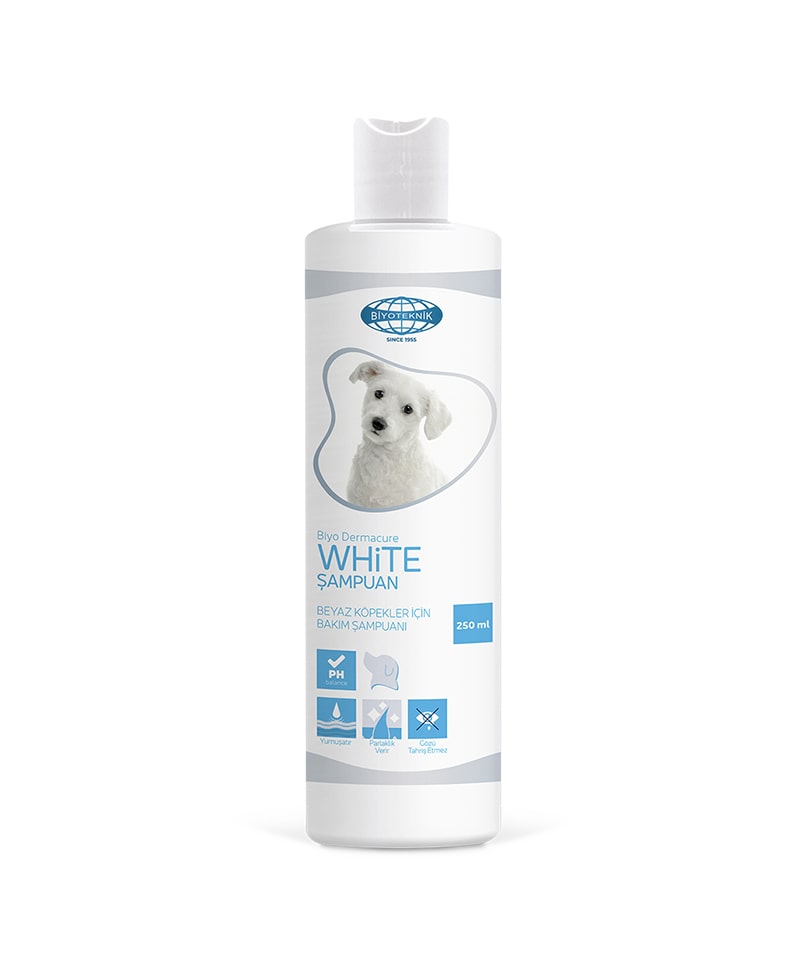 BİYOTEKNİK
SINCE 1955
Biyo Dermacure
WHiTE
ŞAMPUAN
BEYAZ KÖPEKLER İÇİN
BAKIM ŞAMPUANI
250 ml
PH
balance
Yumuşatır
Parlaklık
Verir
Gözü
Tahriş Etmez